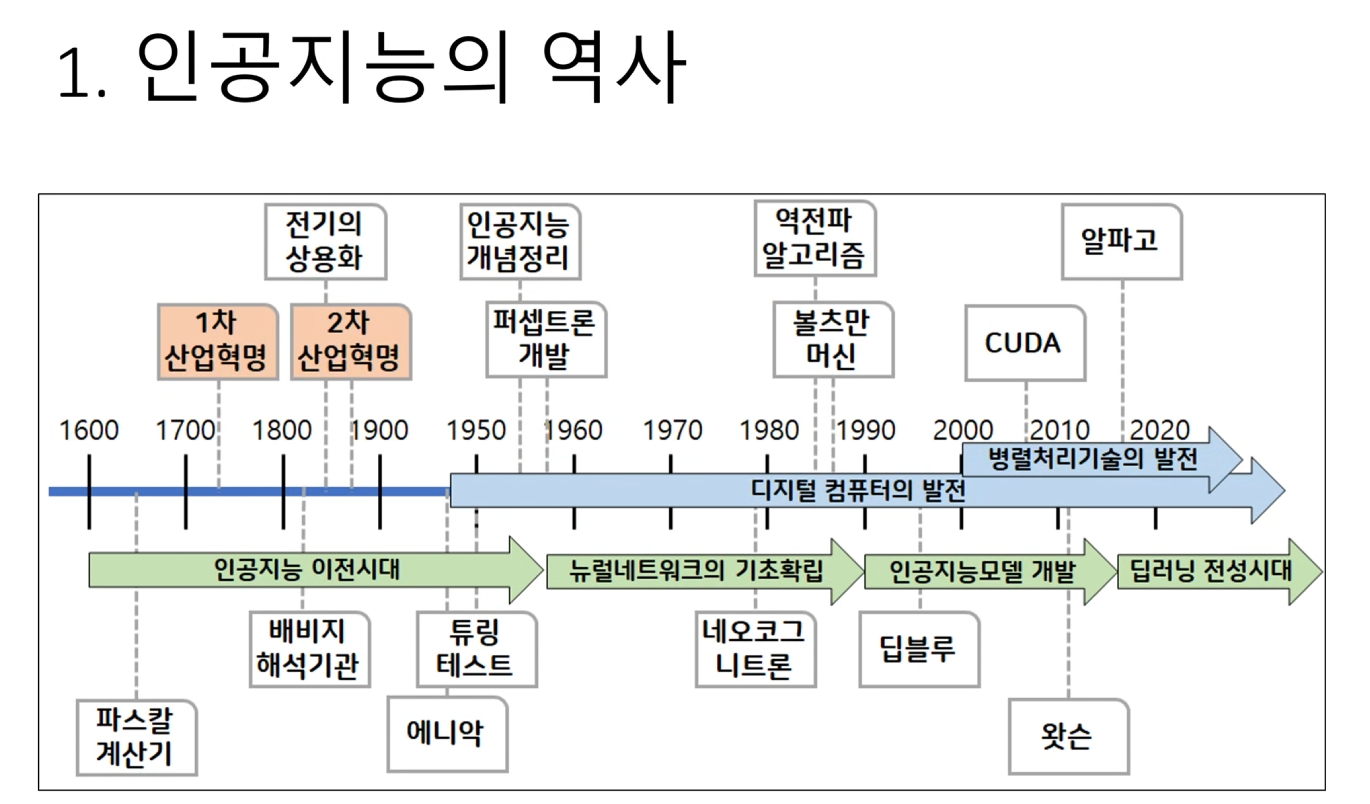 1. 인공지능의 역사
전기의
상용화
인공지능
개념정리
역전파
알고리즘
알파고
1차
산업혁명
2차
산업혁명
퍼셉트론
개발
볼츠만
머신
CUDA
1600 1700 1800 1900 1950 1960 1970 1980 1990 2000 2010 2020
병렬처리기술의 발전
디지털 컴퓨터의 발전
인공지능 이전시대
뉴럴네트워크의 기초확립
인공지능모델 개발
딥러닝 전성시대
배비지
해석기관
튜링
테스트
네오코그
니트론
딥블루
파스칼
계산기
에니악
왓슨